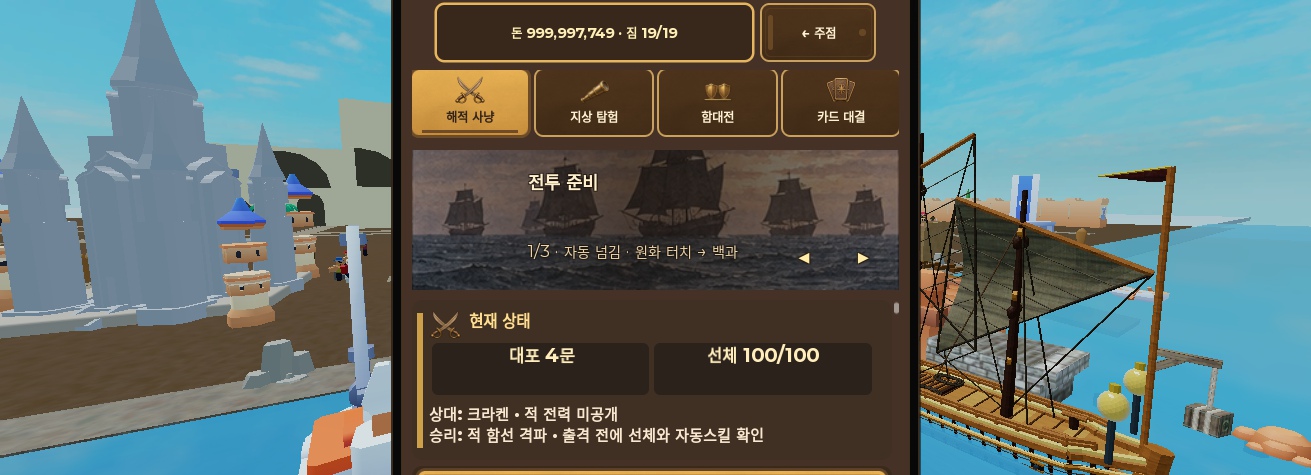 돈 999,997,749 · 짐 19/19
← 주점
해적 사냥
지상 탐험
함대전
카드 대결
전투 준비
1/3 · 자동 넘김 · 원화 터치 → 백과
현재 상태
대포 4문
선체 100/100
상대: 크라켄 • 적 전력 미공개
승리: 적 함선 격파 • 출격 전에 선체와 자동스킬 확인